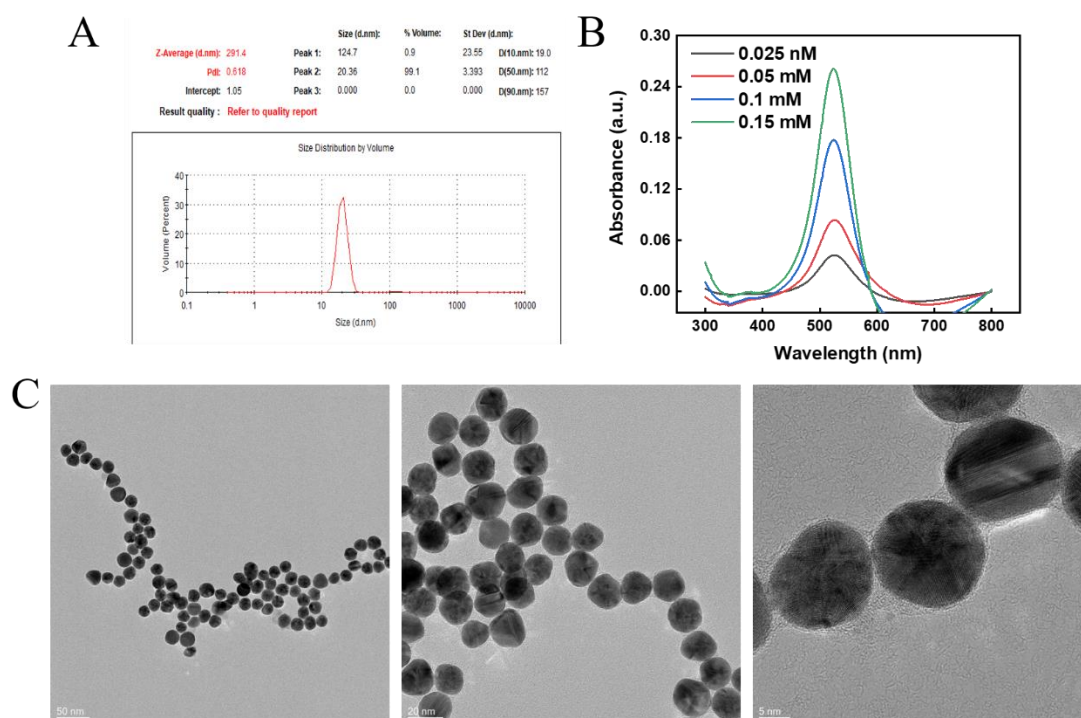 A
Size (d.nm): % Volume: St Dev (d.nm):
Z-Average (d.nm): 291.4 Peak 1: 124.7 0.9 23.55 D(10.nm): 19.0
PdI: 0.618 Peak 2: 20.36 99.1 3.393 D(50.nm): 112
Intercept: 1.05 Peak 3: 0.000 0.0 0.000 D(90.nm): 157
Result quality : Refer to quality report
Size Distribution by Volume
Volume (Percent)
40
30
20
10
0
0.1 1 10 100 1000 10000
Size (d.nm)
B
Absorbance (a.u.)
0.30
0.24
0.18
0.12
0.06
0.00
0.025 nM
0.05 mM
0.1 mM
0.15 mM
300 400 500 600 700 800
Wavelength (nm)
C
50 nm
20 nm
5 nm